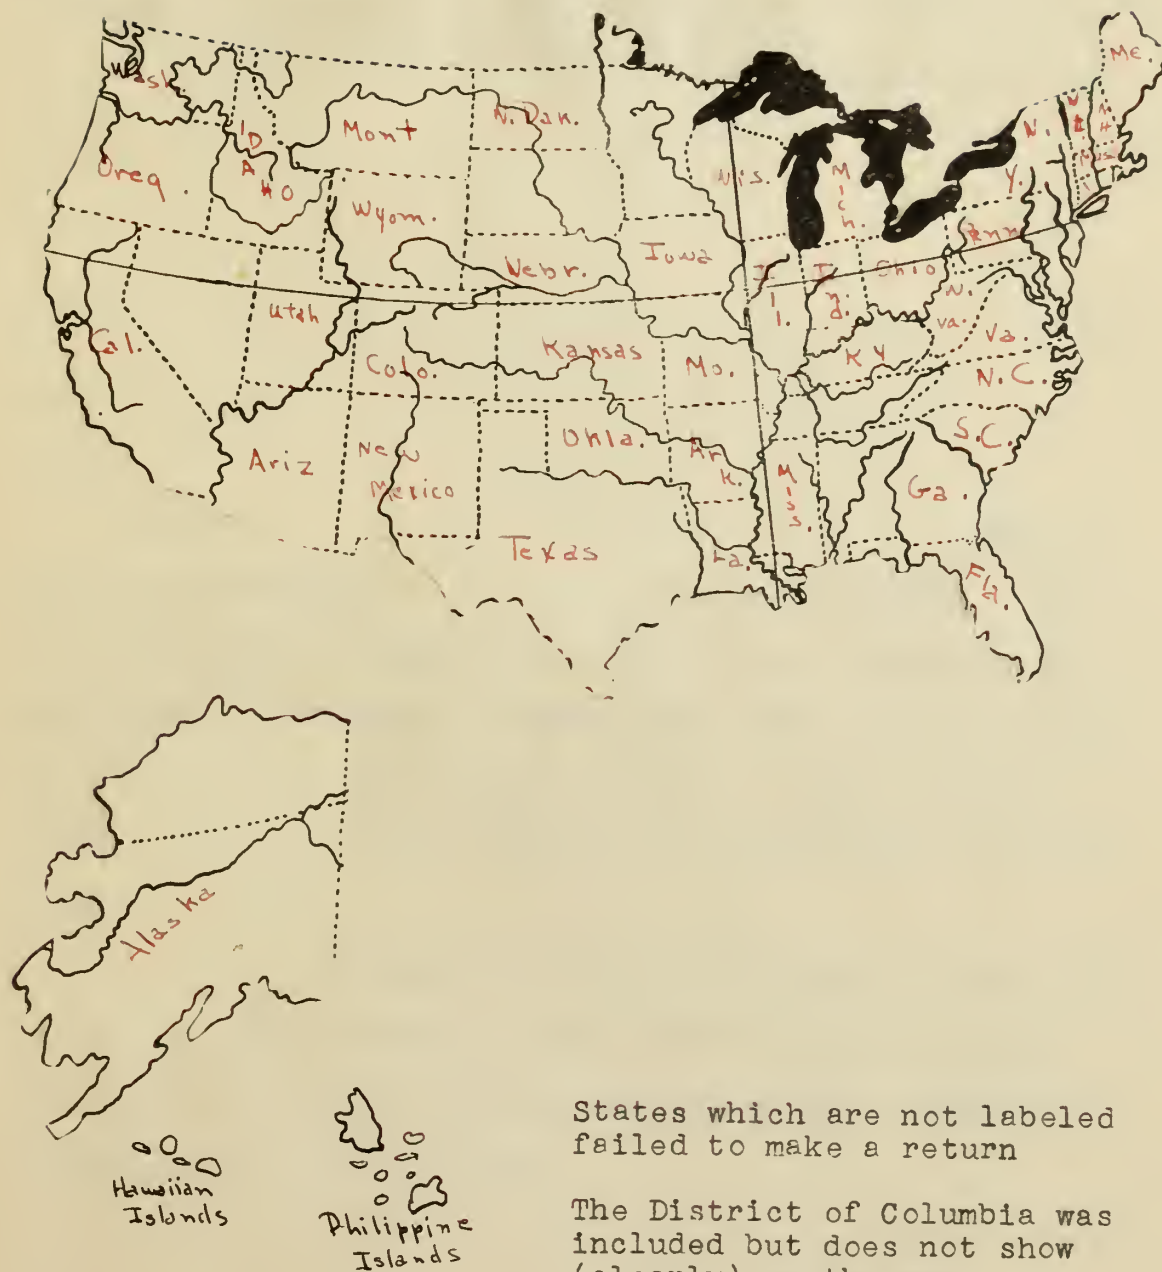 Wash.
Oreg.
IDAHO
Mont
N. Dak.
Wyom.
Nebr.
Iowa
Wis.
Mich.
N. Y.
Me.
N H
Mass
Penn
Ohio
Ind.
Ill.
W. Va.
Va.
Ky
N.C.
S.C.
Ga.
Fla.
Cal.
Utah
Colo.
Kansas
Mo.
Ariz
New Mexico
Okla.
Ark.
Miss.
Texas
La.
Alaska
Hawaiian
Islands
Philippine
Islands
States which are not labeled
failed to make a return
The District of Columbia was
included but does not show